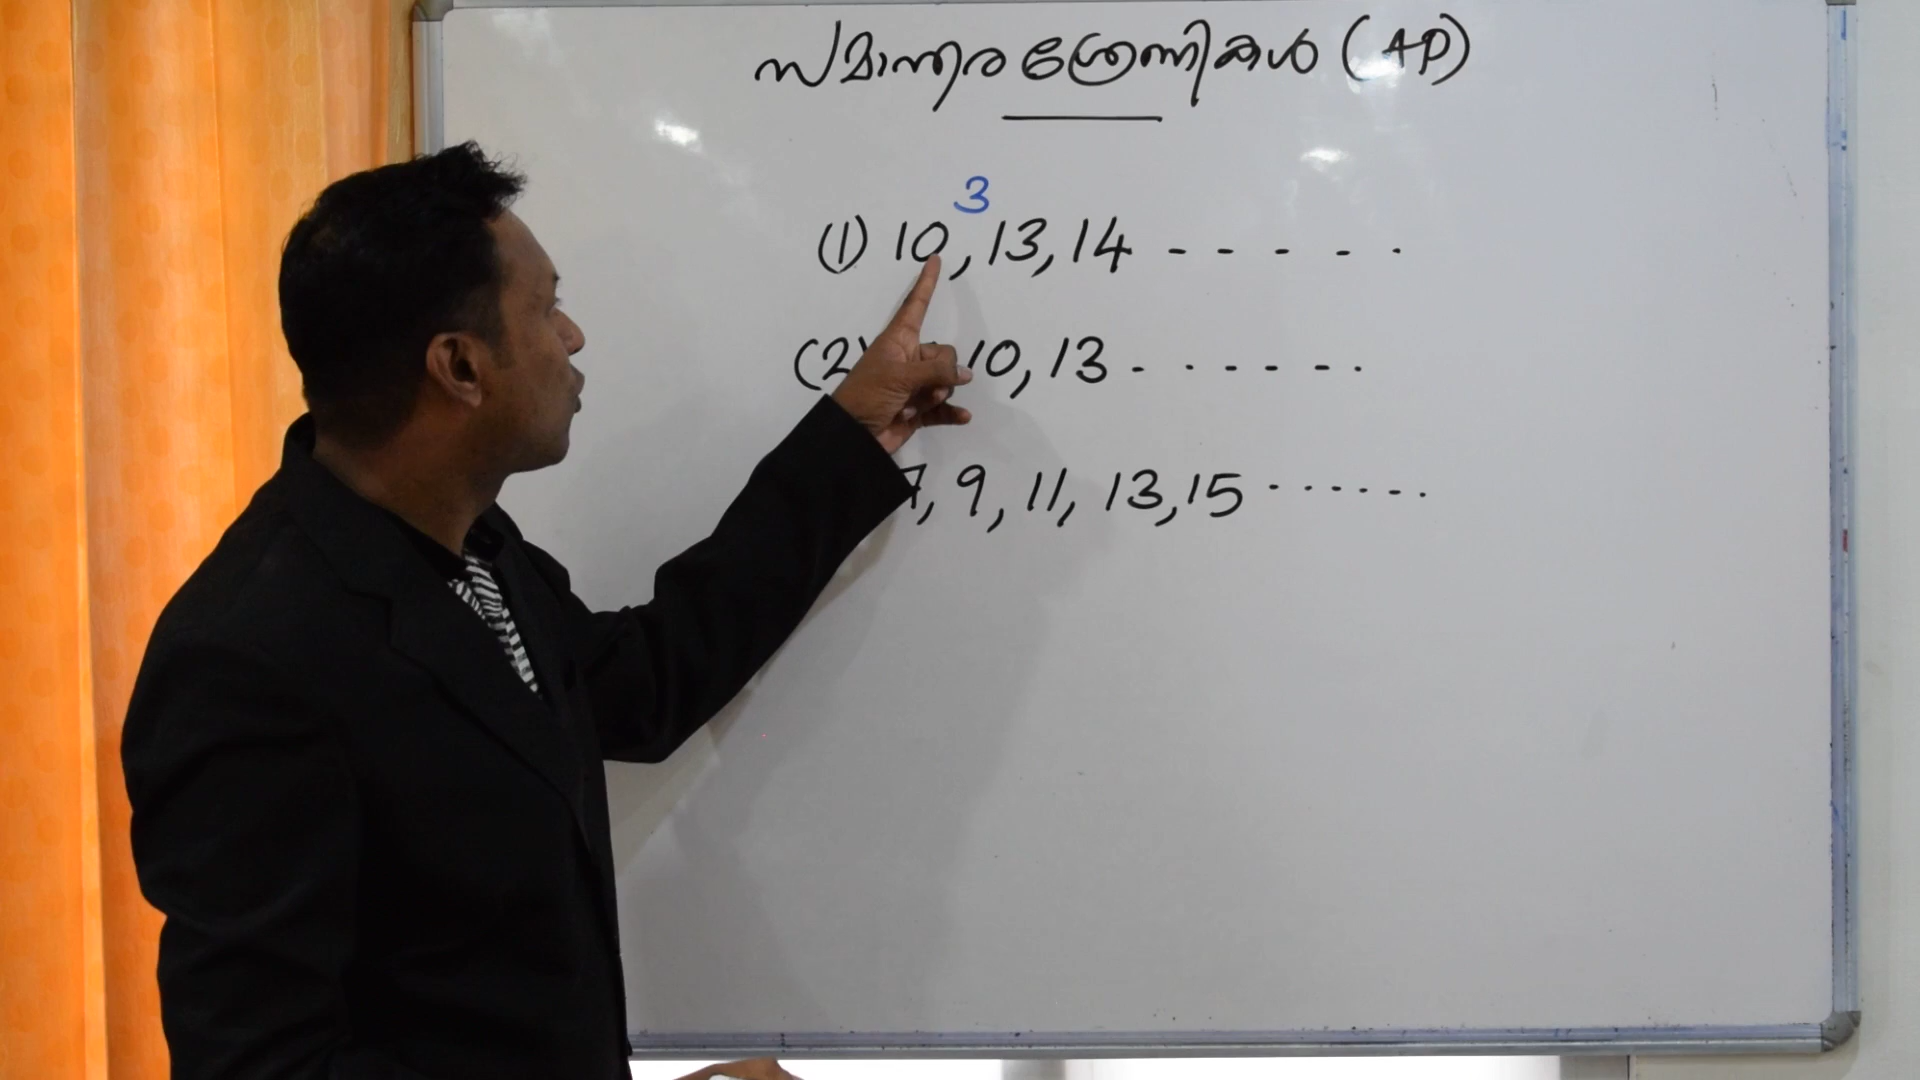 സമാന്തര ശ്രേണികൾ (AP)
3
(1) 10, 13, 14 - - - - .
(2) 10, 13 . . - - - .
7, 9, 11, 13, 15 .......